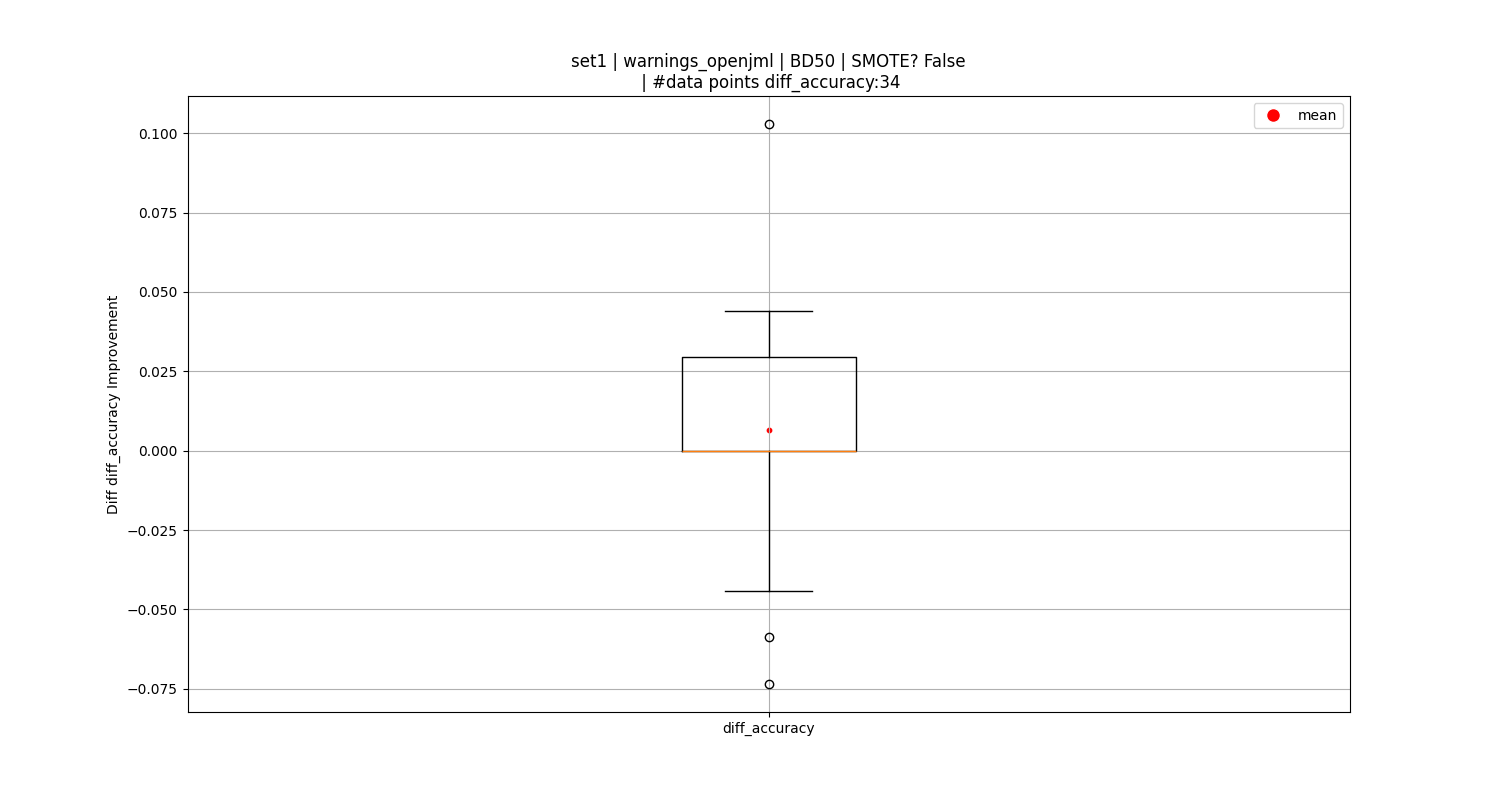 set1 | warnings_openjml | BD50 | SMOTE? False
| #data points diff_accuracy:34
mean
0.100
0.075
0.050
0.025
0.000
−0.025
−0.050
−0.075
Diff diff_accuracy Improvement
diff_accuracy